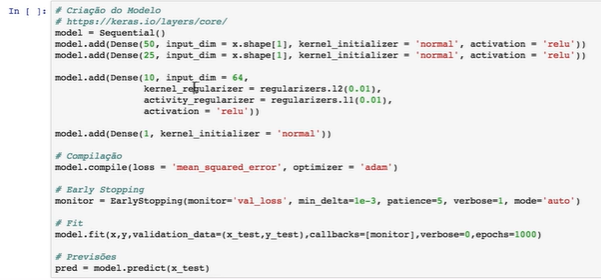 In [ ]: # Criação do Modelo
# https://keras.io/layers/core/
model = Sequential()
model.add(Dense(50, input_dim = x.shape[1], kernel_initializer = 'normal', activation = 'relu'))
model.add(Dense(25, input_dim = x.shape[1], kernel_initializer = 'normal', activation = 'relu'))
model.add(Dense(10, input_dim = 64,
kernel_regularizer = regularizers.l2(0.01),
activity_regularizer = regularizers.l1(0.01),
activation = 'relu'))
model.add(Dense(1, kernel_initializer = 'normal'))
# Compilação
model.compile(loss = 'mean_squared_error', optimizer = 'adam')
# Early Stopping
monitor = EarlyStopping(monitor='val_loss', min_delta=1e-3, patience=5, verbose=1, mode='auto')
# Fit
model.fit(x,y,validation_data=(x_test,y_test),callbacks=[monitor],verbose=0,epochs=1000)
# Previsões
pred = model.predict(x_test)